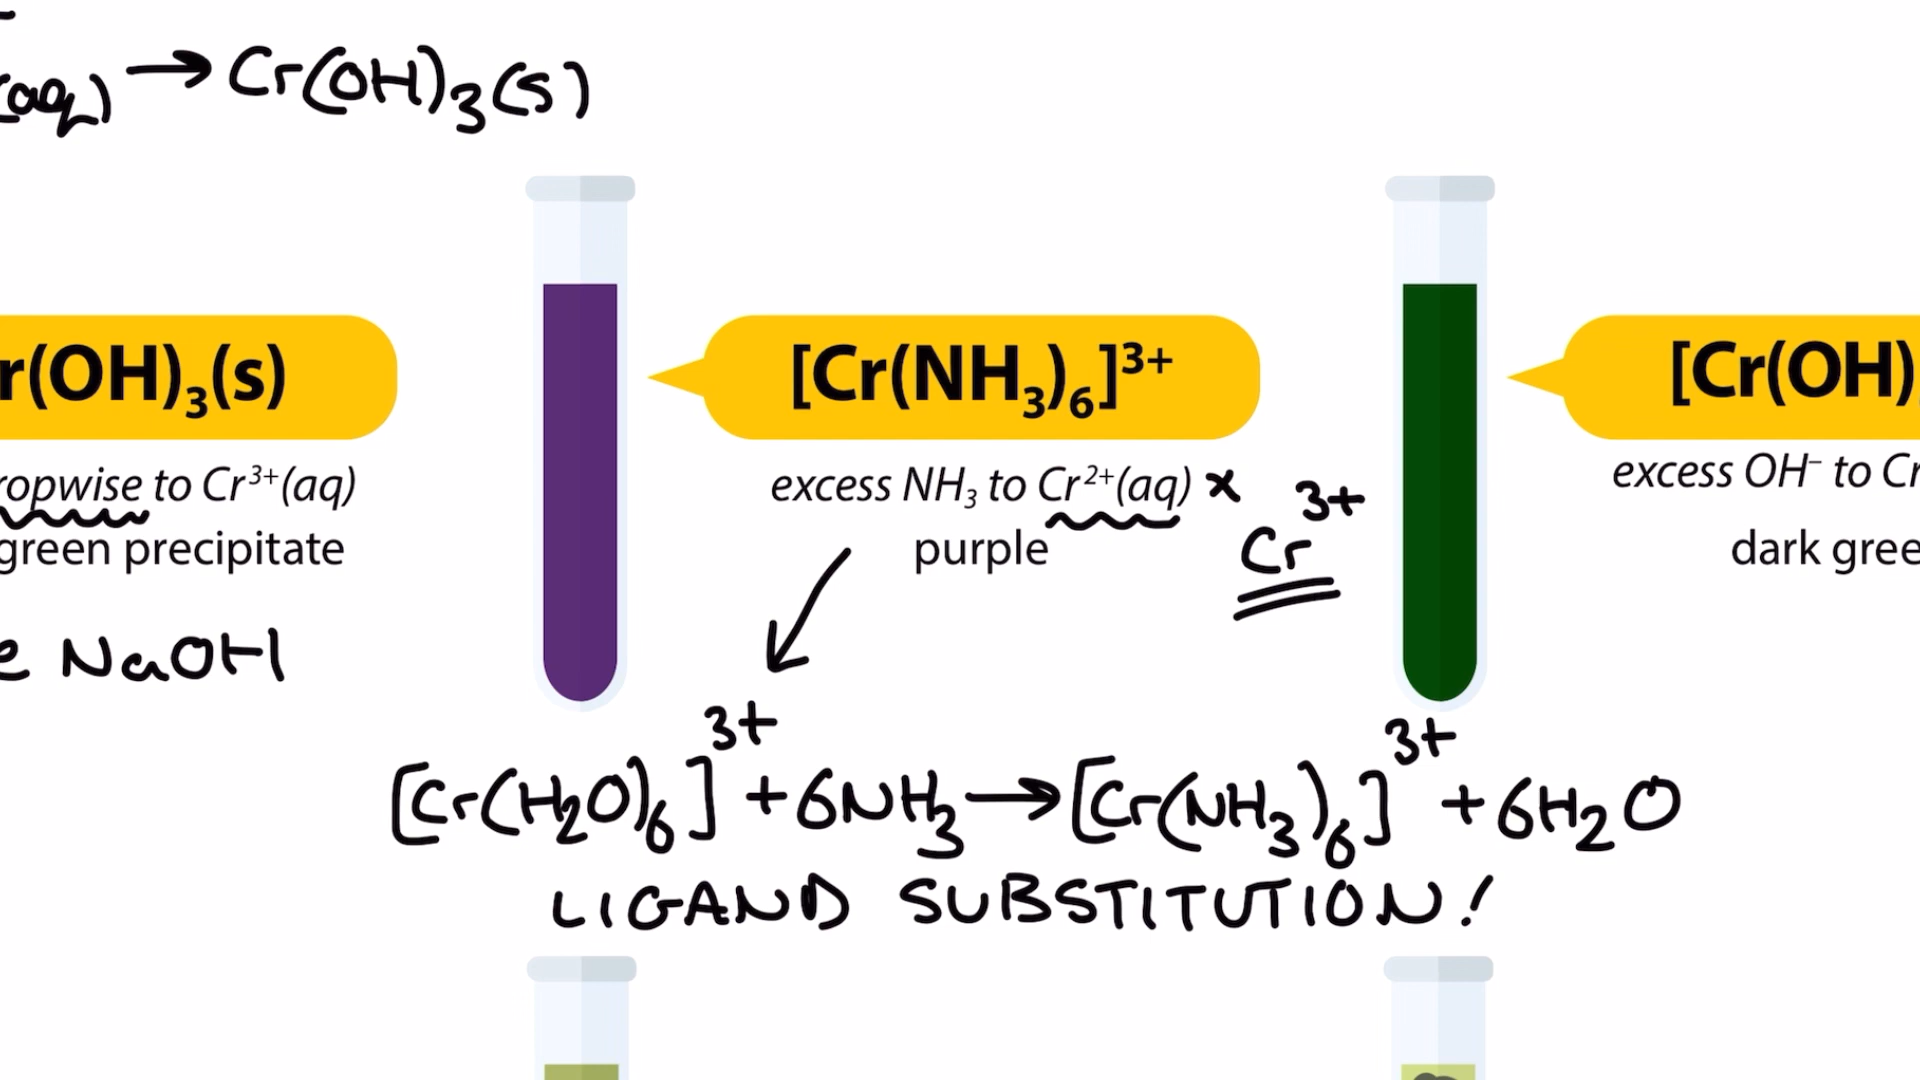 (aq) → Cr(OH)₃(s)
r(OH)₃(s)
ropwise to Cr³⁺(aq)
green precipitate
e NaOH
[Cr(NH₃)₆]³⁺
excess NH₃ to Cr²⁺(aq) x
Cr³⁺
purple
[Cr(OH)
excess OH⁻ to Cr
dark gree
[Cr(H₂O)₆]³⁺ + 6NH₃ → [Cr(NH₃)₆]³⁺ + 6H₂O
LIGAND SUBSTITUTION!